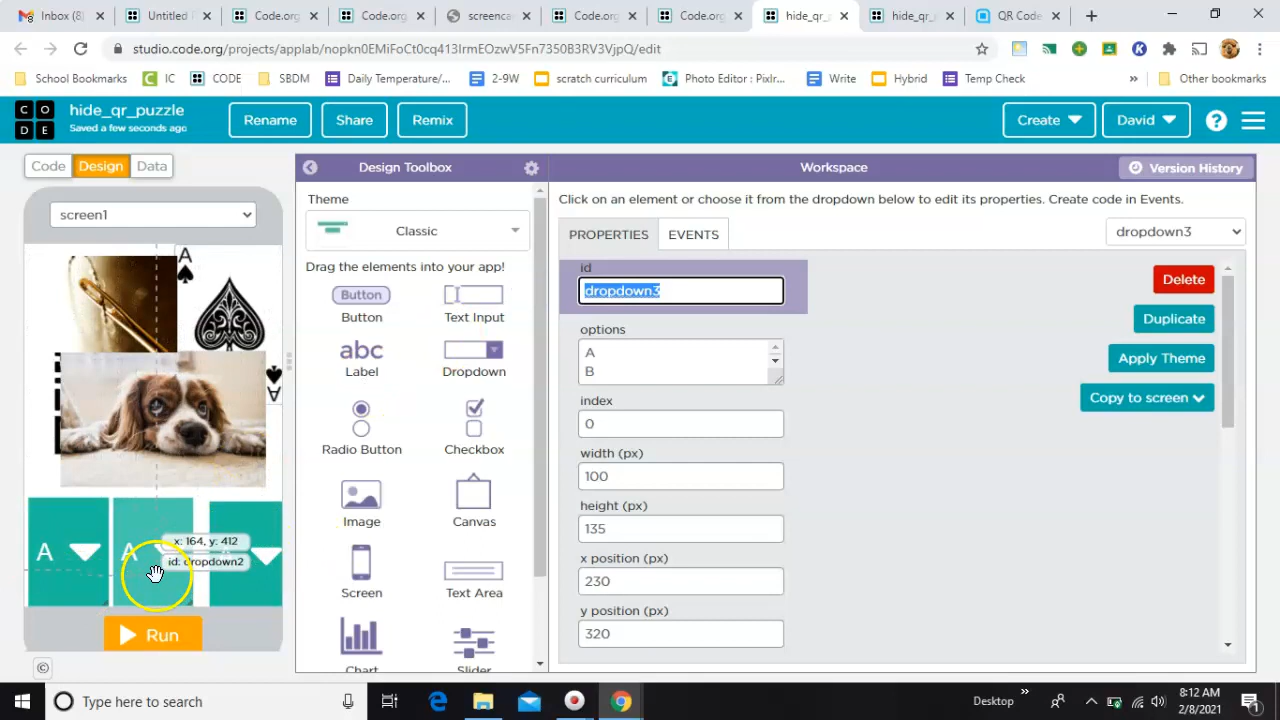 Inbox (8)
Untitled
Code.org
Code.org
screenca
Code.org
Code.org
hide_qr_p
hide_qr_p
QR Code
studio.code.org/projects/applab/nopkn0EMiFoCt0cq413IrmEOzwV5Fn7350B3RV3VjpQ/edit
School Bookmarks IC CODE SBDM Daily Temperature/... 2-9W scratch curriculum Photo Editor : Pixlr... Write Hybrid Temp Check » Other bookmarks
C O D E
hide_qr_puzzle
Saved a few seconds ago
Rename Share Remix Create David ?
Code Design Data
Design Toolbox
Workspace
Version History
screen1
Theme
Classic
Drag the elements into your app!
Button
Button
Text Input
abc
Label
Dropdown
Radio Button
Checkbox
Image
Canvas
Screen
Text Area
Chart
Slider
Click on an element or choose it from the dropdown below to edit its properties. Create code in Events.
PROPERTIES EVENTS
dropdown3
id
dropdown3
options
A
B
index
0
width (px)
100
height (px)
135
x position (px)
230
y position (px)
320
Delete
Duplicate
Apply Theme
Copy to screen
A
A
A
A
x: 164, y: 412
id: dropdown2
Run
©
Type here to search
Desktop
»
8:12 AM
2/8/2021
1